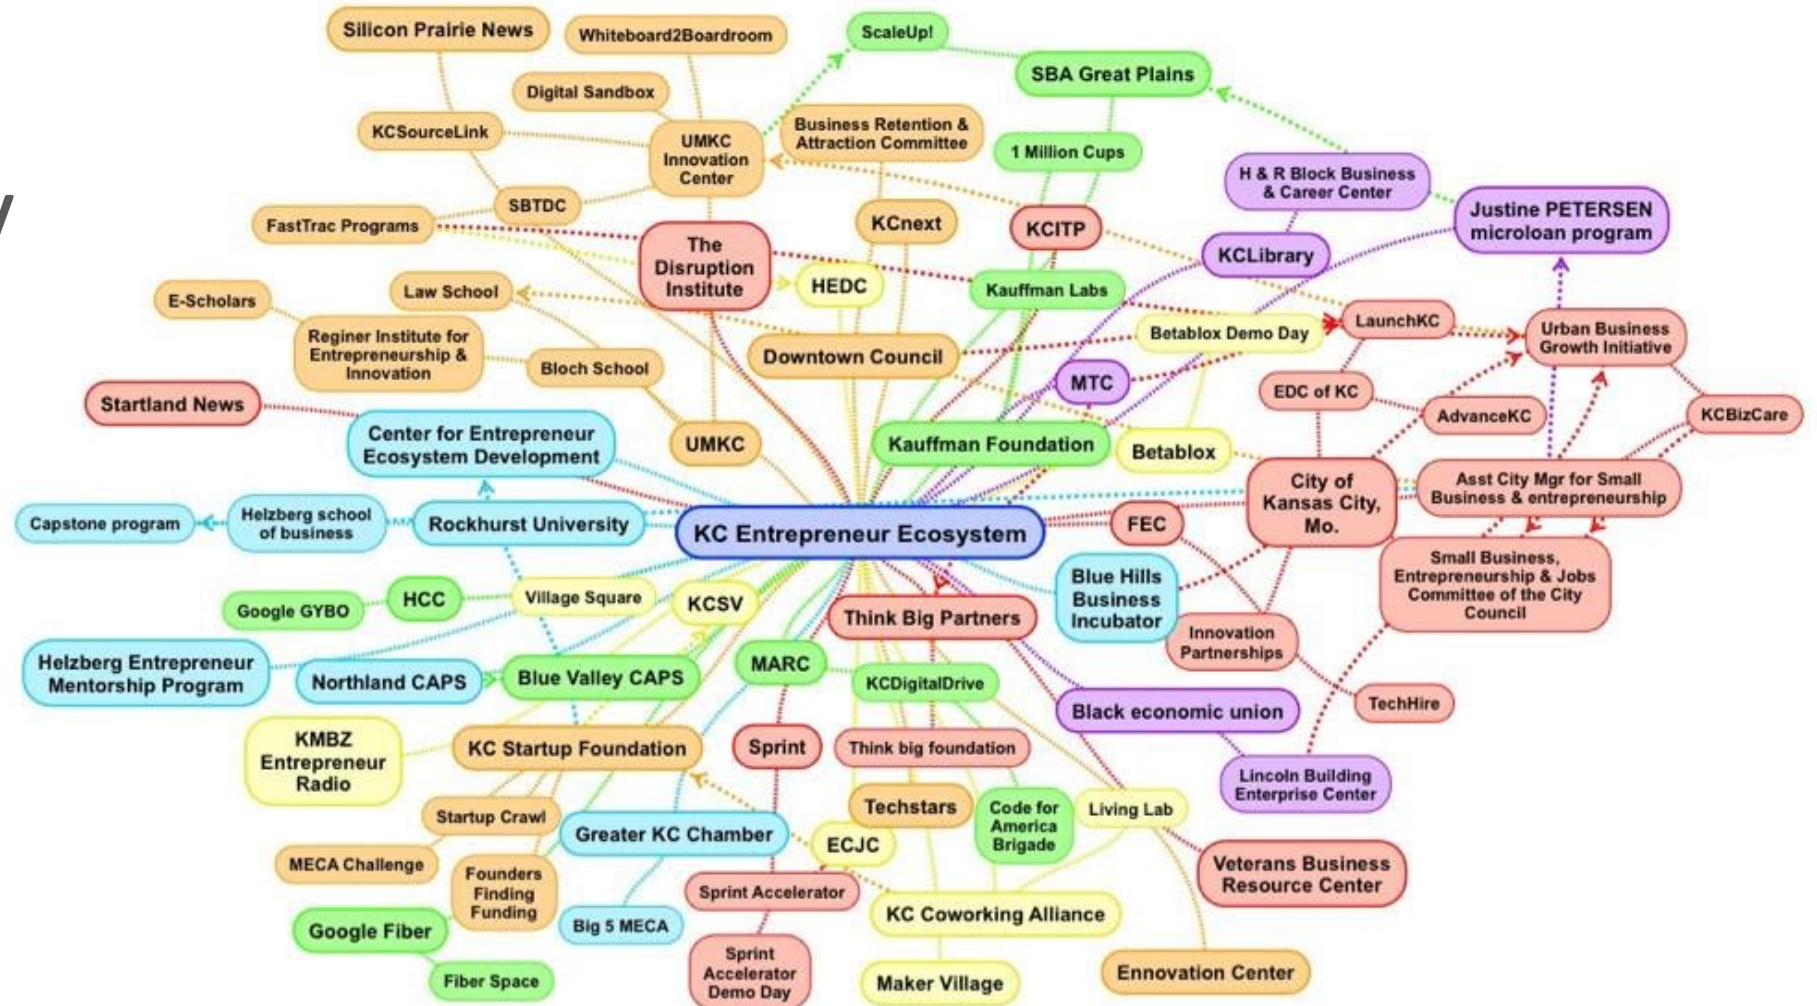 Silicon Prairie News
Whiteboard2Boardroom
ScaleUp!
SBA Great Plains
Digital Sandbox
KCSourceLink
UMKC
Innovation
Center
Business Retention &
Attraction Committee
1 Million Cups
H & R Block Business
& Career Center
SBTDC
FastTrac Programs
KCnext
KCITP
Justine PETERSEN
microloan program
The
Disruption
Institute
KCLibrary
HEDC
Kauffman Labs
E-Scholars
Law School
Reginer Institute for
Entrepreneurship &
Innovation
Bloch School
Downtown Council
Betablox Demo Day
LaunchKC
Urban Business
Growth Initiative
MTC
EDC of KC
AdvanceKC
KCBizCare
Startland News
Center for Entrepreneur
Ecosystem Development
UMKC
Kauffman Foundation
Betablox
City of
Kansas City,
Mo.
Asst City Mgr for Small
Business & entrepreneurship
Capstone program
Helzberg school
of business
Rockhurst University
KC Entrepreneur Ecosystem
FEC
Small Business,
Entrepreneurship & Jobs
Committee of the City
Council
Blue Hills
Business
Incubator
Google GYBO
HCC
Village Square
KCSV
Think Big Partners
Innovation
Partnerships
Helzberg Entrepreneur
Mentorship Program
Northland CAPS
Blue Valley CAPS
MARC
KCDigitalDrive
Black economic union
TechHire
KMBZ
Entrepreneur
Radio
KC Startup Foundation
Sprint
Think big foundation
Lincoln Building
Enterprise Center
Startup Crawl
Greater KC Chamber
Techstars
Code for
America
Brigade
Living Lab
ECJC
MECA Challenge
Founders
Finding
Funding
Sprint Accelerator
Veterans Business
Resource Center
Google Fiber
Big 5 MECA
KC Coworking Alliance
Fiber Space
Sprint
Accelerator
Demo Day
Maker Village
Ennovation Center